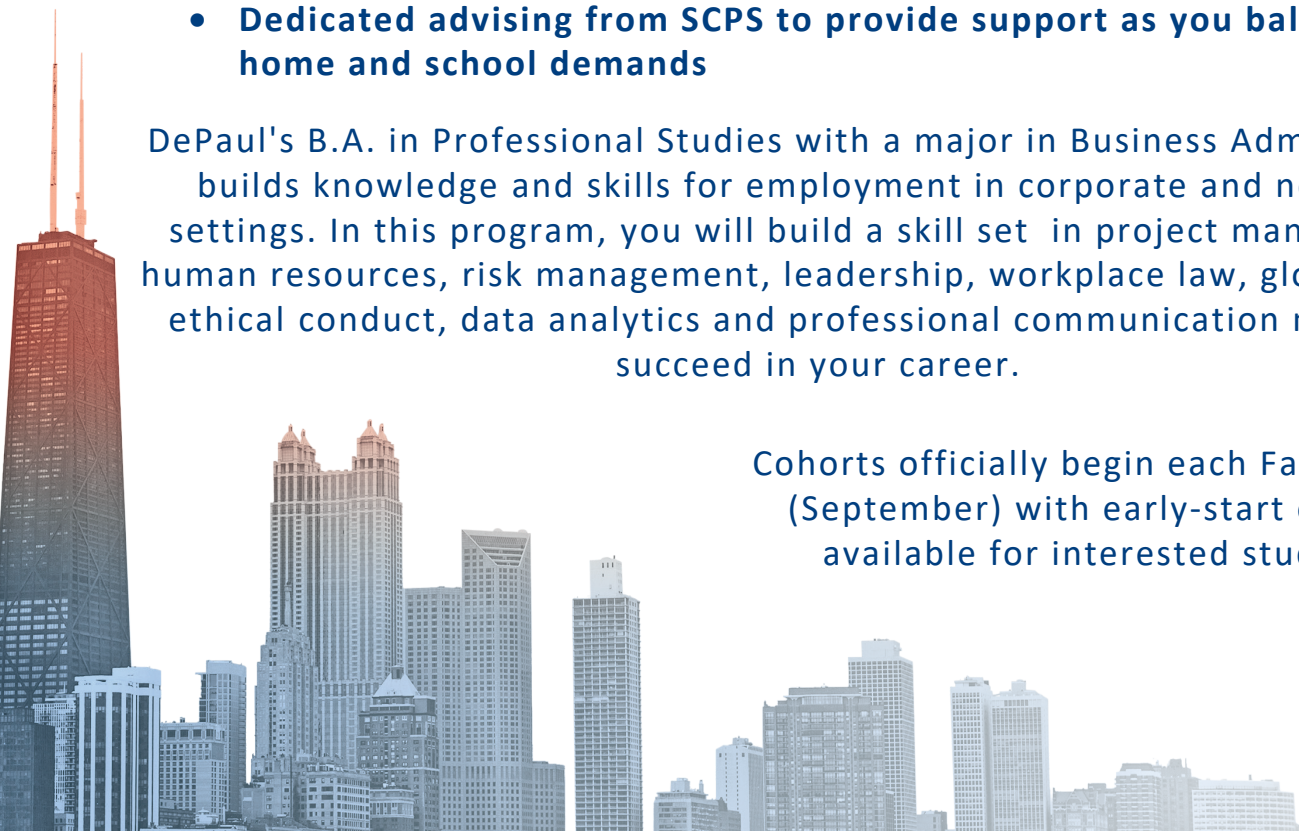 • Dedicated advising from SCPS to provide support as you bal
home and school demands
DePaul's B.A. in Professional Studies with a major in Business Adm
builds knowledge and skills for employment in corporate and n
settings. In this program, you will build a skill set in project man
human resources, risk management, leadership, workplace law, glo
ethical conduct, data analytics and professional communication
succeed in your career.
Cohorts officially begin each Fa
(September) with early-start
available for interested stu